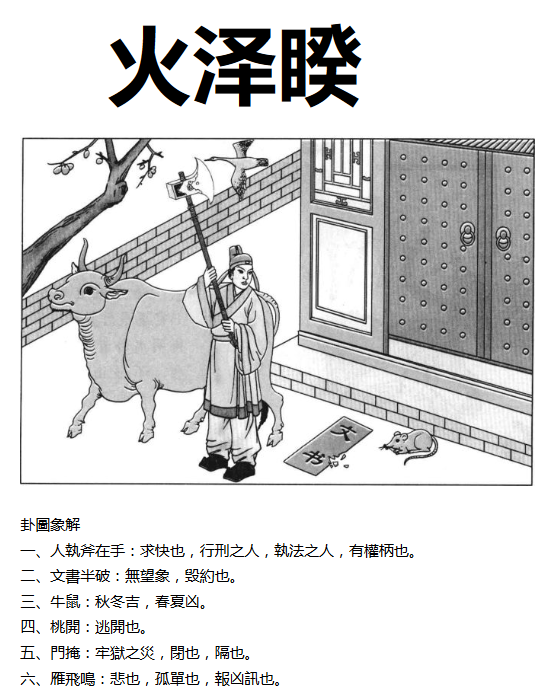 火泽睽
文书
卦圖象解
一、人執斧在手：求快也，行刑之人，執法之人，有權柄也。
二、文書半破：無望象，毀約也。
三、牛鼠：秋冬吉，春夏凶。
四、桃開：逃開也。
五、門掩：牢獄之災，閉也，隔也。
六、雁飛鳴：悲也，孤單也，報凶訊也。